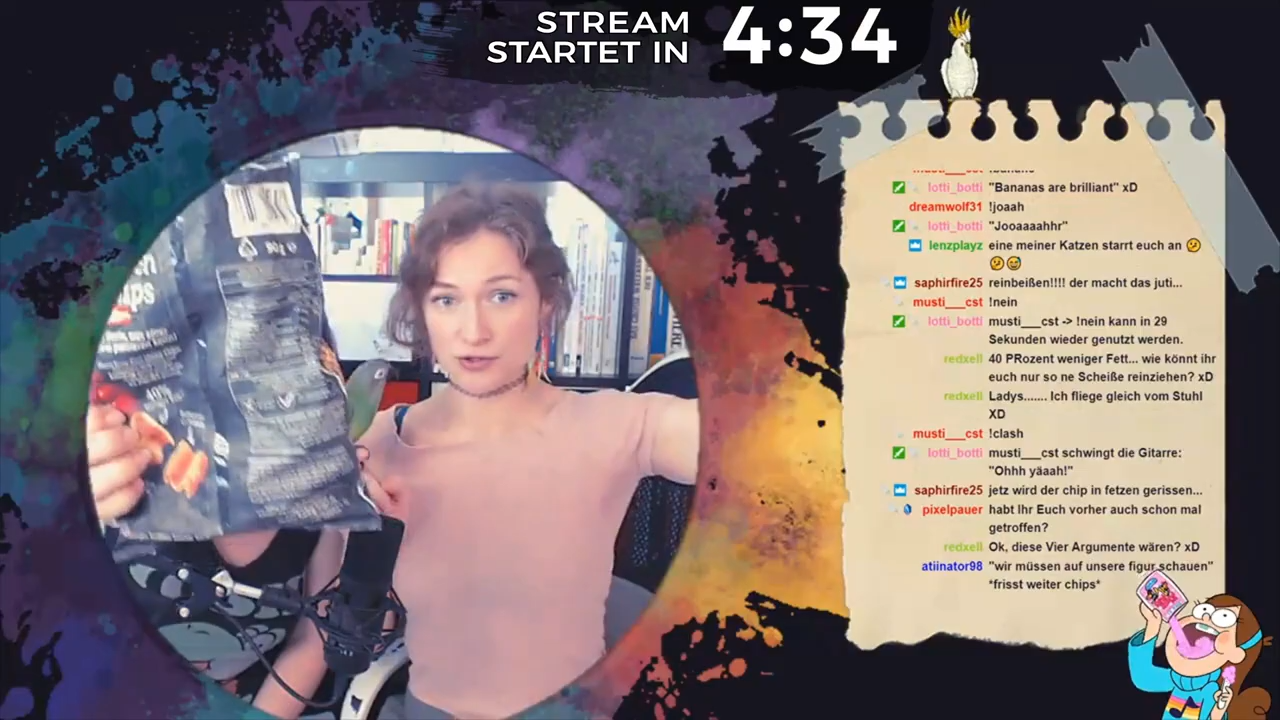 STREAM
STARTET IN
4:34
lotti_botti "Bananas are brilliant" xD
dreamwolf31 !joaah
lotti_botti "Jooaaaahhr"
lenzplayz eine meiner Katzen starrt euch an
saphirfire25 reinbeißen!!!! der macht das juti...
musti___cst !nein
lotti_botti musti___cst -> !nein kann in 29
Sekunden wieder genutzt werden.
redxell 40 PRozent weniger Fett... wie könnt ihr
euch nur so ne Scheiße reinziehen? xD
redxell Ladys....... Ich fliege gleich vom Stuhl
XD
musti___cst !clash
lotti_botti musti___cst schwingt die Gitarre:
"Ohhh yäaah!"
saphirfire25 jetz wird der chip in fetzen gerissen...
pixelpauer habt Ihr Euch vorher auch schon mal
getroffen?
redxell Ok, diese Vier Argumente wären? xD
atiinator98 "wir müssen auf unsere figur schauen"
*frisst weiter chips*